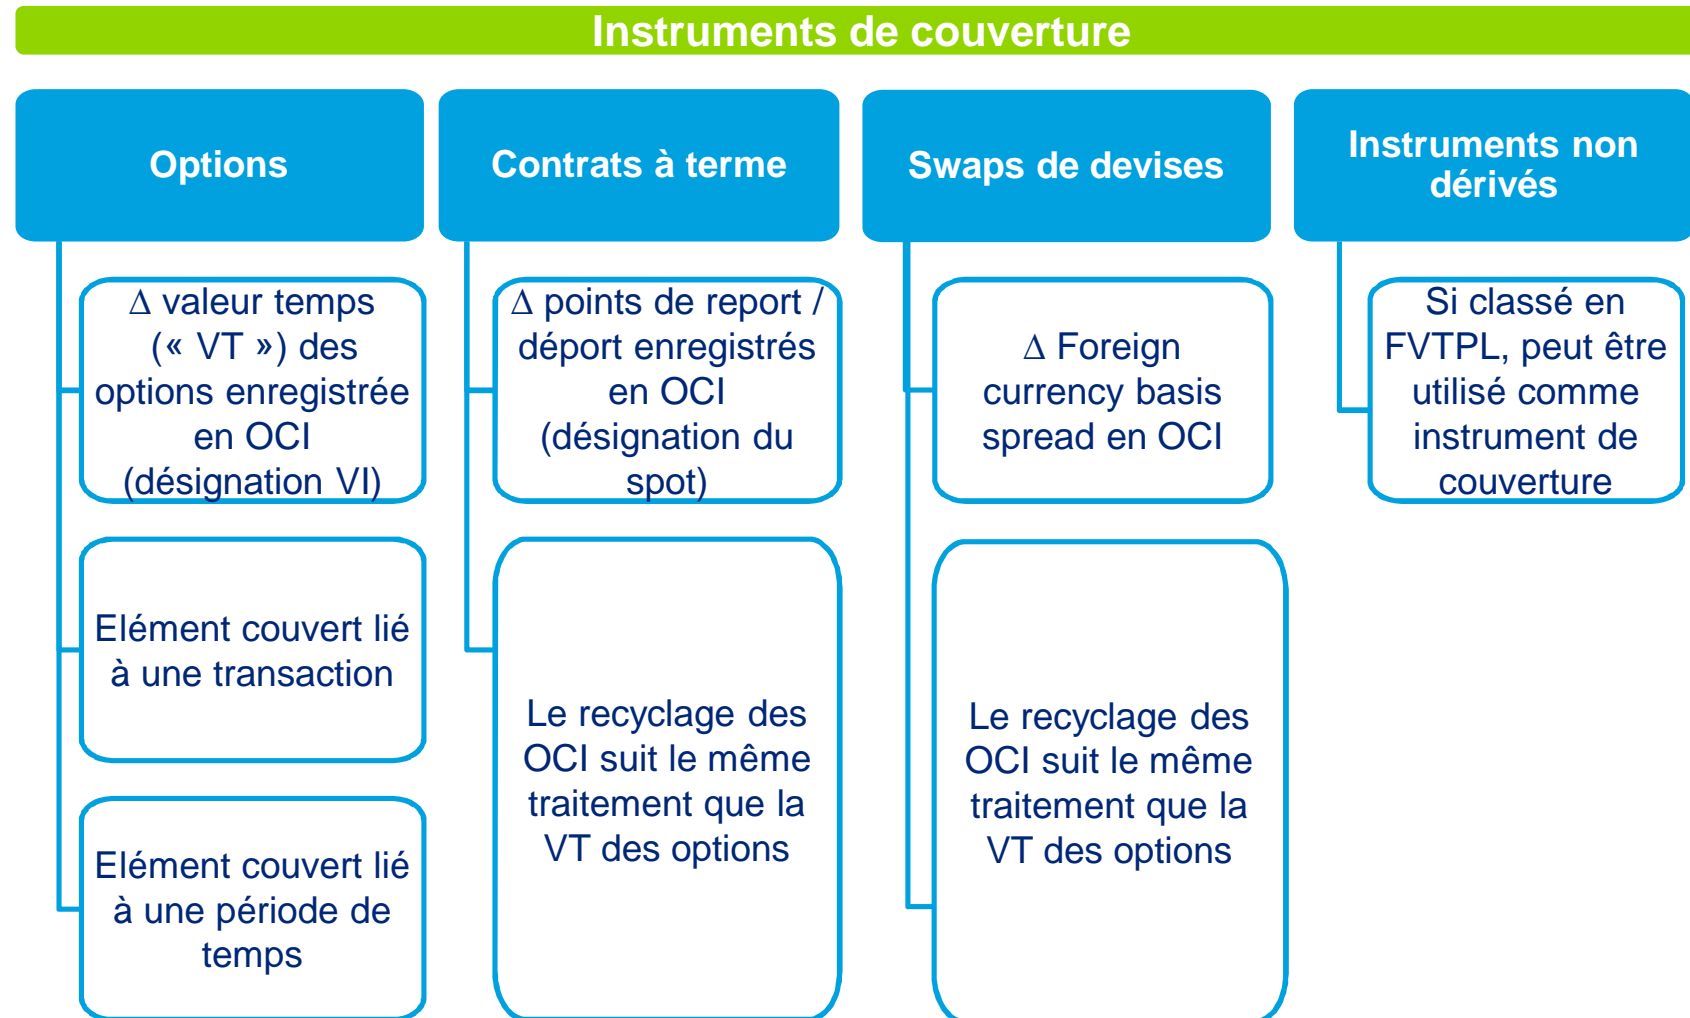 Instruments de couverture
Options
∆ valeur temps
(« VT ») des
options enregistrée
en OCI
(désignation VI)
Elément couvert lié
à une transaction
Elément couvert lié
à une période de
temps
Contrats à terme
∆ points de report /
déport enregistrés
en OCI
(désignation du
spot)
Le recyclage des
OCI suit le même
traitement que la
VT des options
Swaps de devises
∆ Foreign
currency basis
spread en OCI
Le recyclage des
OCI suit le même
traitement que la
VT des options
Instruments non
dérivés
Si classé en
FVTPL, peut être
utilisé comme
instrument de
couverture